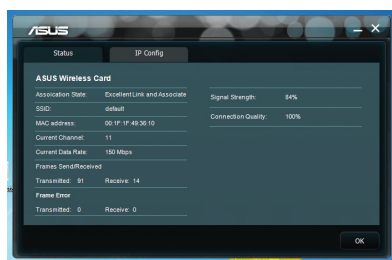 ASUS
Status IP Config
ASUS Wireless Card
Assoication State: Excellent Link and Associate
SSID: default
MAC address: 00:1F:1F:49:36:10
Current Channel: 11
Current Data Rate: 150 Mbps
Frames Send/Received
Transmitted: 91 Receive: 14
Frame Error
Transmitted: 0 Receive: 0
Signal Strength: 84%
Connection Quality: 100%
OK